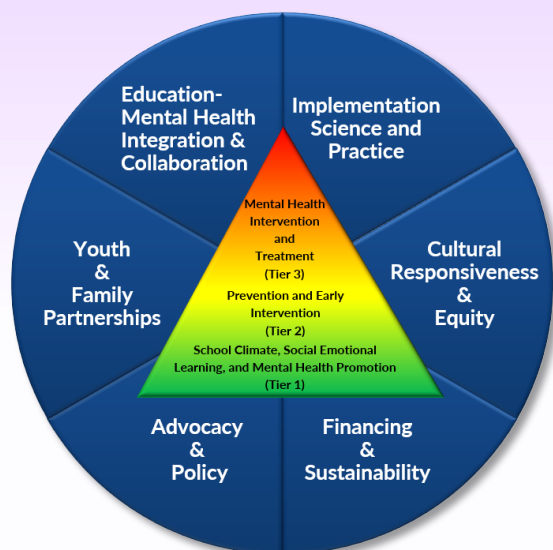 Education-
Mental Health
Integration &
Collaboration
Implementation
Science and
Practice
Youth
&
Family
Partnerships
Mental Health
Intervention
and
Treatment
(Tier 3)
Prevention and Early
Intervention
(Tier 2)
School Climate, Social Emotional
Learning, and Mental Health Promotion
(Tier 1)
Cultural
Responsiveness
&
Equity
Advocacy
&
Policy
Financing
&
Sustainability